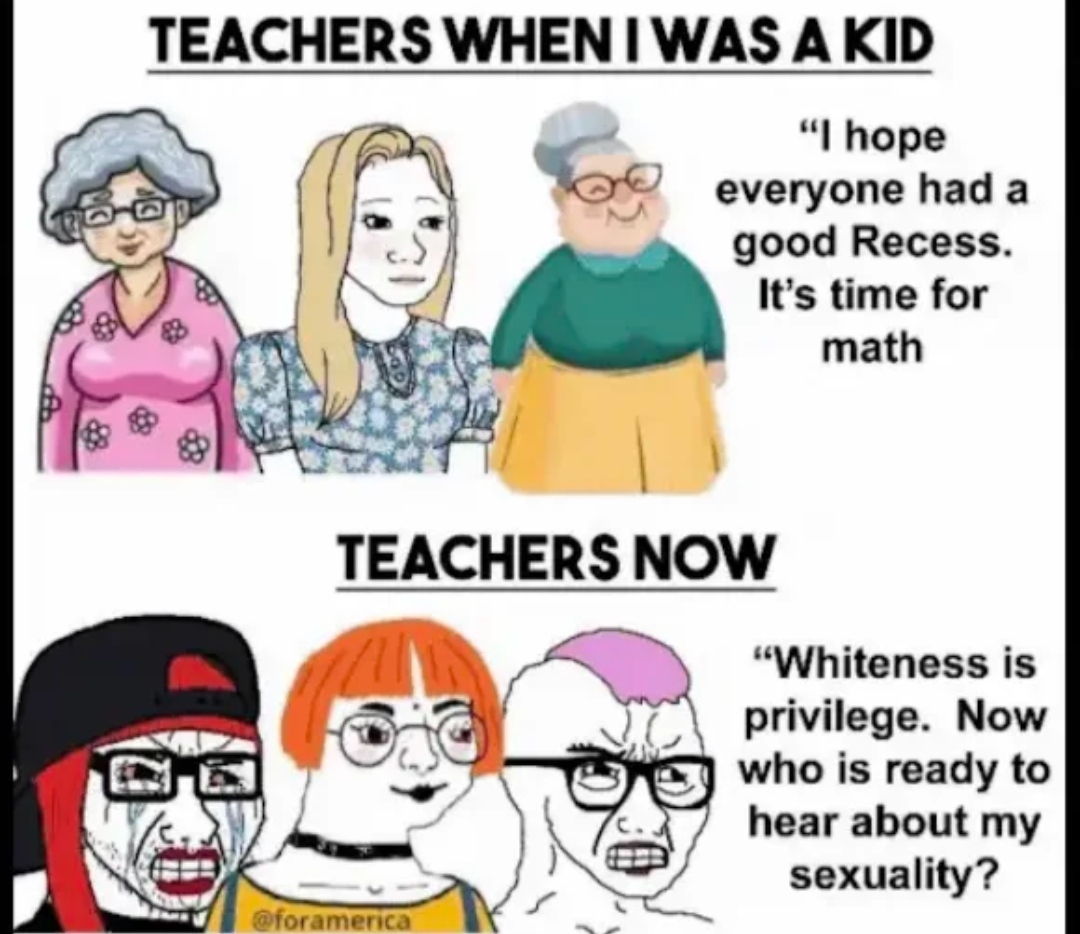 TEACHERS WHEN I WAS A KID
“I hope
everyone had a
good Recess.
It’s time for
math
TEACHERS NOW
“Whiteness is
privilege. Now
who is ready to
hear about my
sexuality?
@foramerica